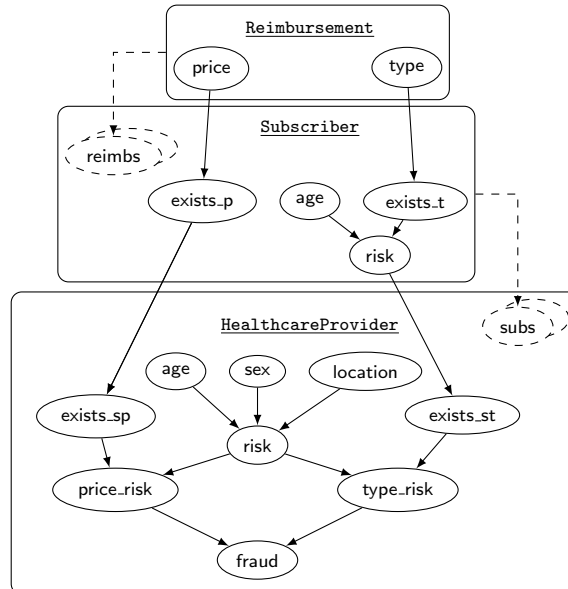 Reimbursement
price
type
Subscriber
reimbs
exists_p
age
exists_t
risk
subs
HealthcareProvider
age
sex
location
exists_sp
exists_st
risk
price_risk
type_risk
fraud